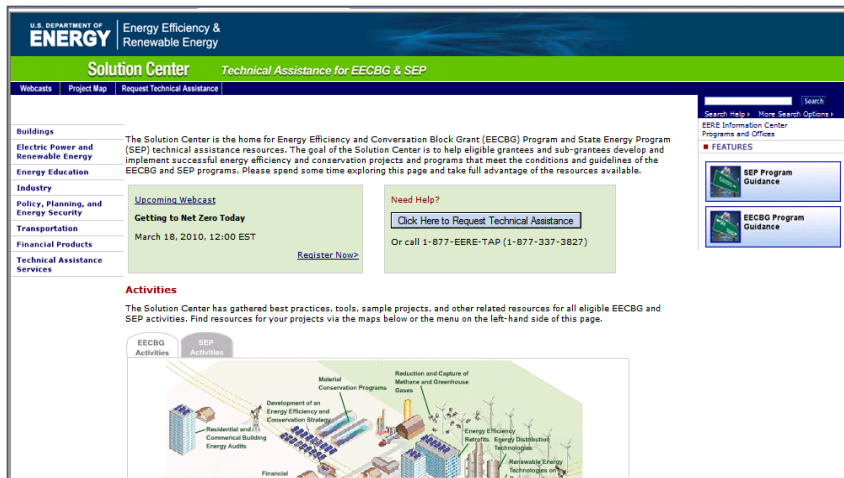 U.S. DEPARTMENT OF
ENERGY
Energy Efficiency &
Renewable Energy
Solution Center
Technical Assistance for EECBG & SEP
Webcasts
Project Map
Request Technical Assistance
Search
Search Help
More Search Options
EERE Information Center
Programs and Offices
FEATURES
SEP Program
Guidance
EECBG Program
Guidance
Buildings
Electric Power and
Renewable Energy
Energy Education
Industry
Policy, Planning, and
Energy Security
Transportation
Financial Products
Technical Assistance
Services
The Solution Center is the home for Energy Efficiency and Conversation Block Grant (EECBG) Program and State Energy Program
(SEP) technical assistance resources. The goal of the Solution Center is to help eligible grantees and sub-grantees develop and
implement successful energy efficiency and conservation projects and programs that meet the conditions and guidelines of the
EECBG and SEP programs. Please spend some time exploring this page and take full advantage of the resources available.
Upcoming Webcast
Getting to Net Zero Today
March 18, 2010, 12:00 EST
Register Now>
Need Help?
Click Here to Request Technical Assistance
Or call 1-877-EERE-TAP (1-877-337-3827)
Activities
The Solution Center has gathered best practices, tools, sample projects, and other related resources for all eligible EECBG and
SEP activities. Find resources for your projects via the maps below or the menu on the left-hand side of this page.
EECBG
Activities
SEP
Activities
Material
Conservation Programs
Reduction and Capture of
Methane and Greenhouse
Gases
Development of an
Energy Efficiency and
Conservation Strategy
Residential and
Commerical Building
Energy Audits
Energy Efficiency
Retrofits
Energy Distribution
Technologies
Renewable Energy
Technologies on
Financial